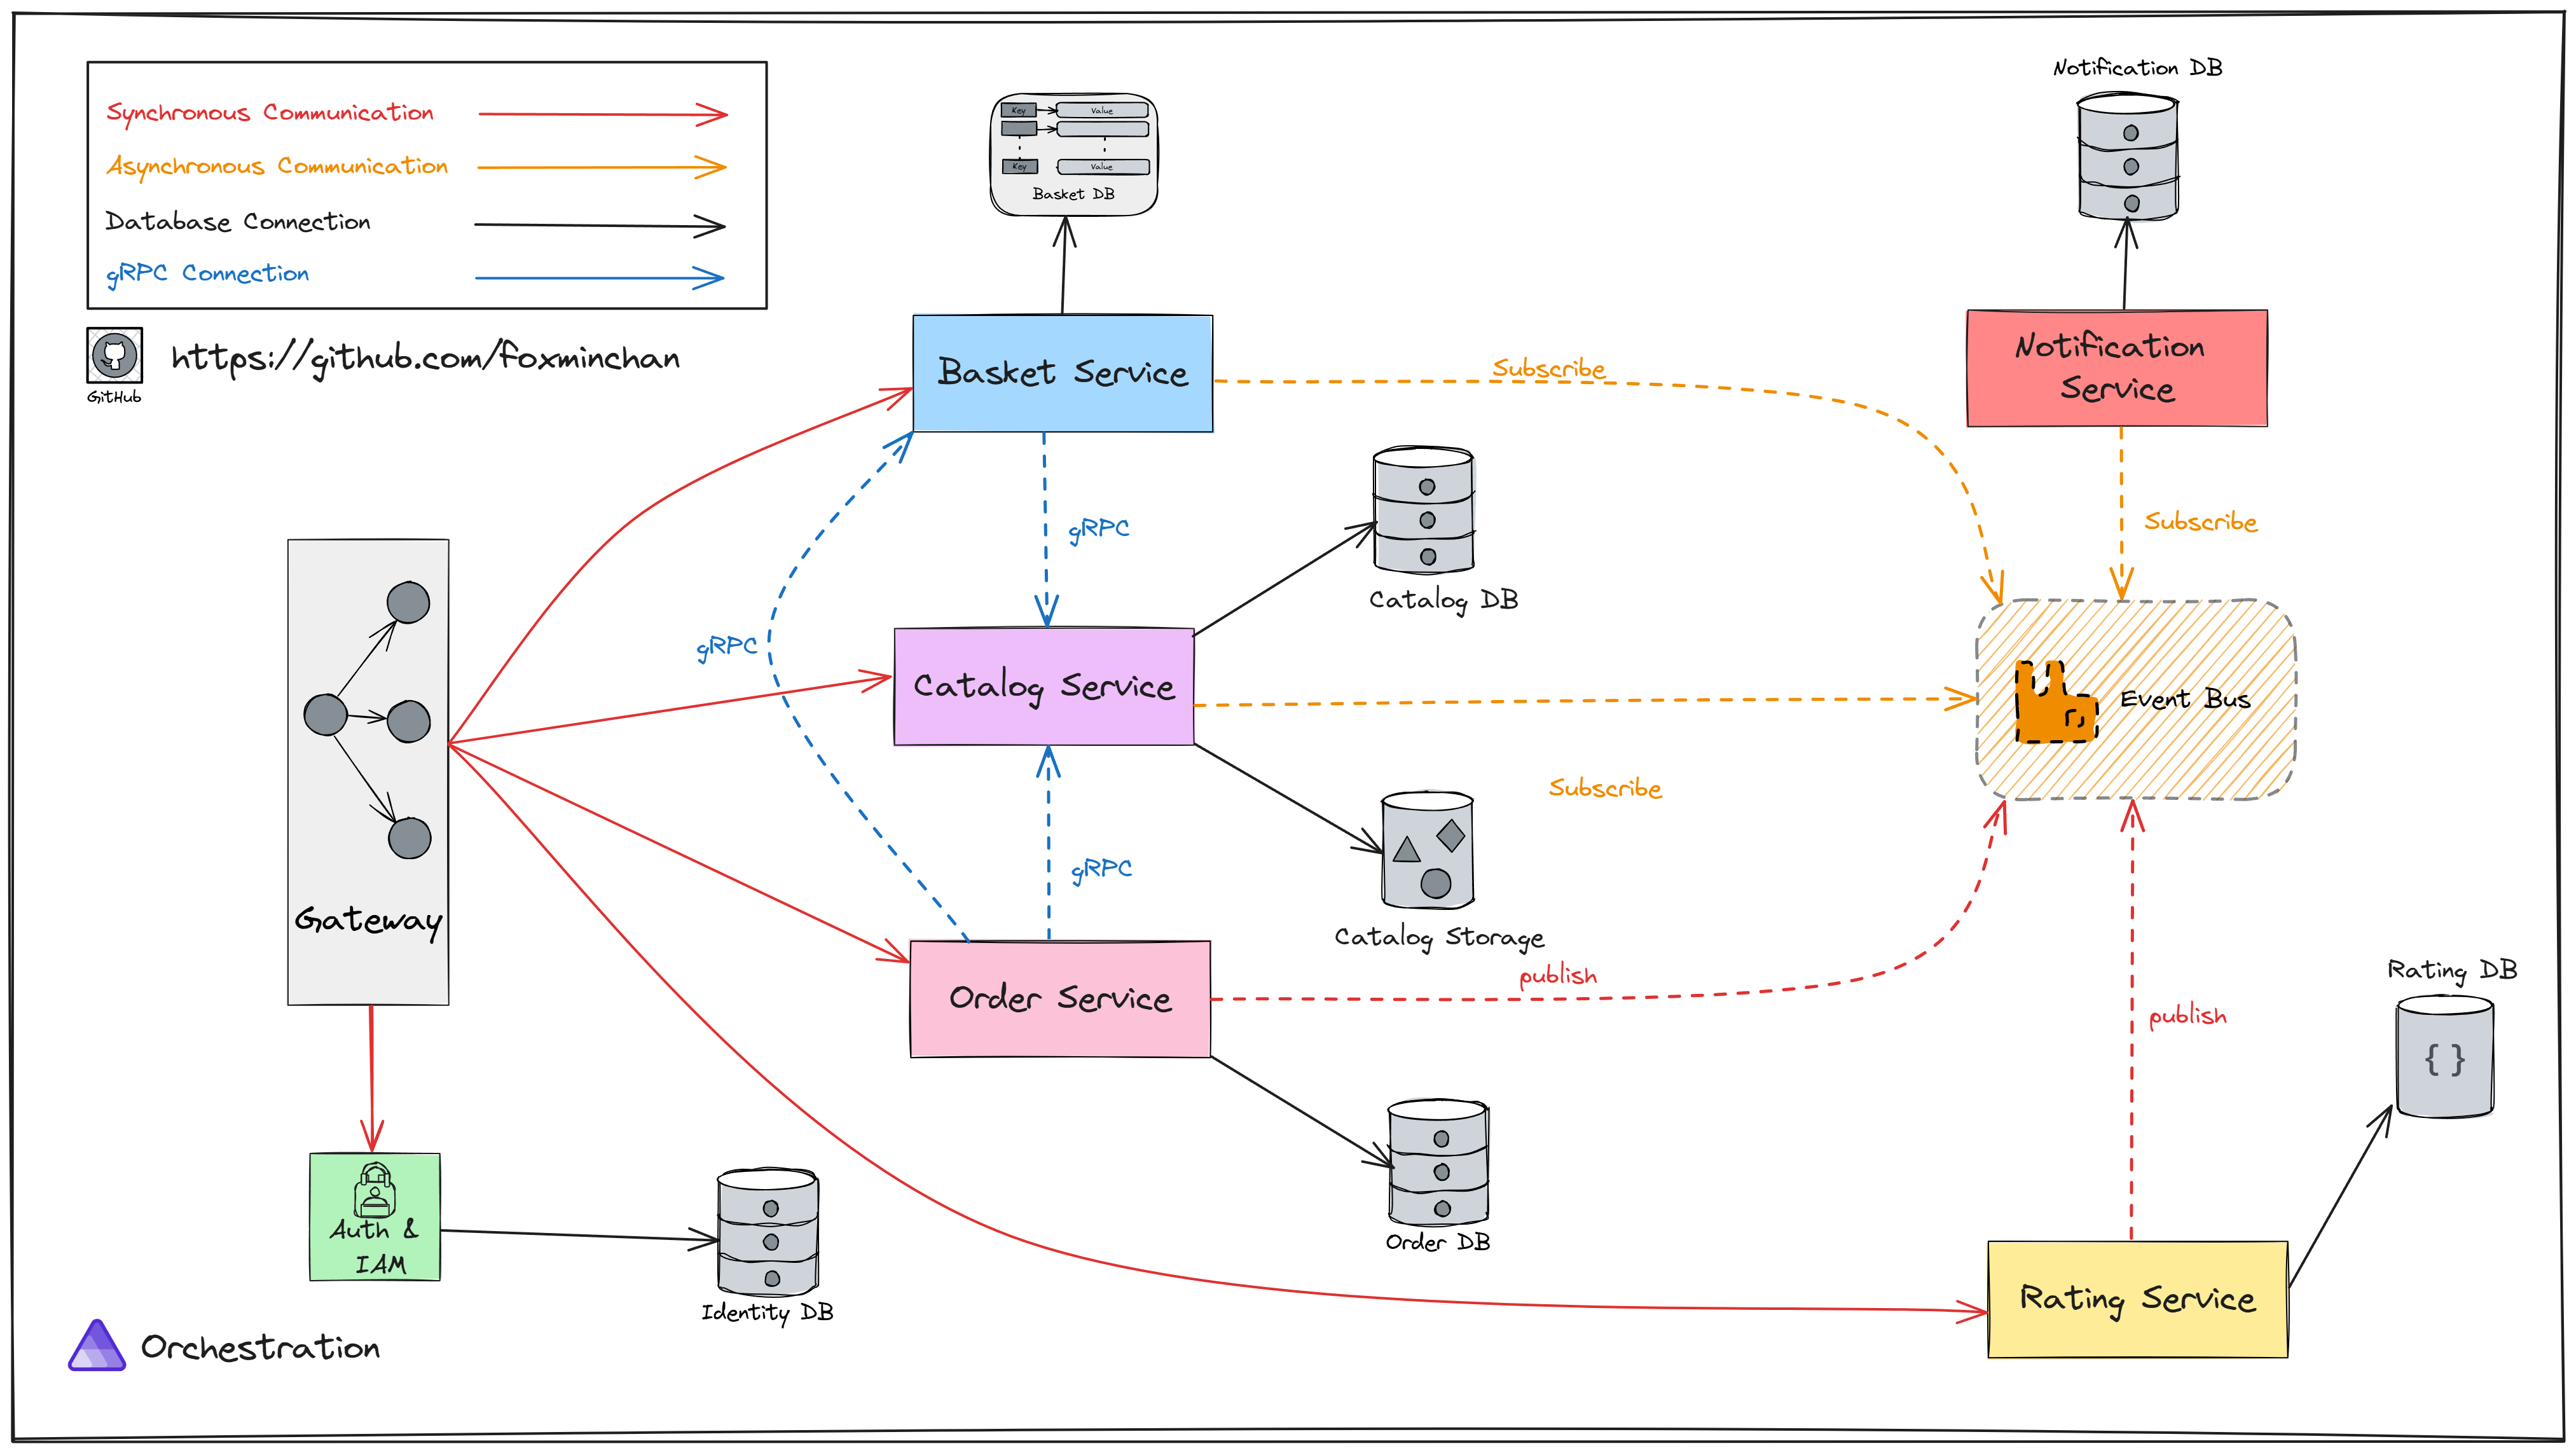 Synchronous Communication
Asynchronous Communication
Database Connection
gRPC Connection
GitHub
https://github.com/foxminchan
Key
Value
Key
Value
Basket DB
Notification DB
Basket Service
Notification
Service
Subscribe
Subscribe
gRPC
Catalog DB
gRPC
Catalog Service
Event Bus
Subscribe
gRPC
Gateway
Catalog Storage
Order Service
publish
publish
Rating DB
{ }
Auth &
IAM
Identity DB
Order DB
Rating Service
Orchestration